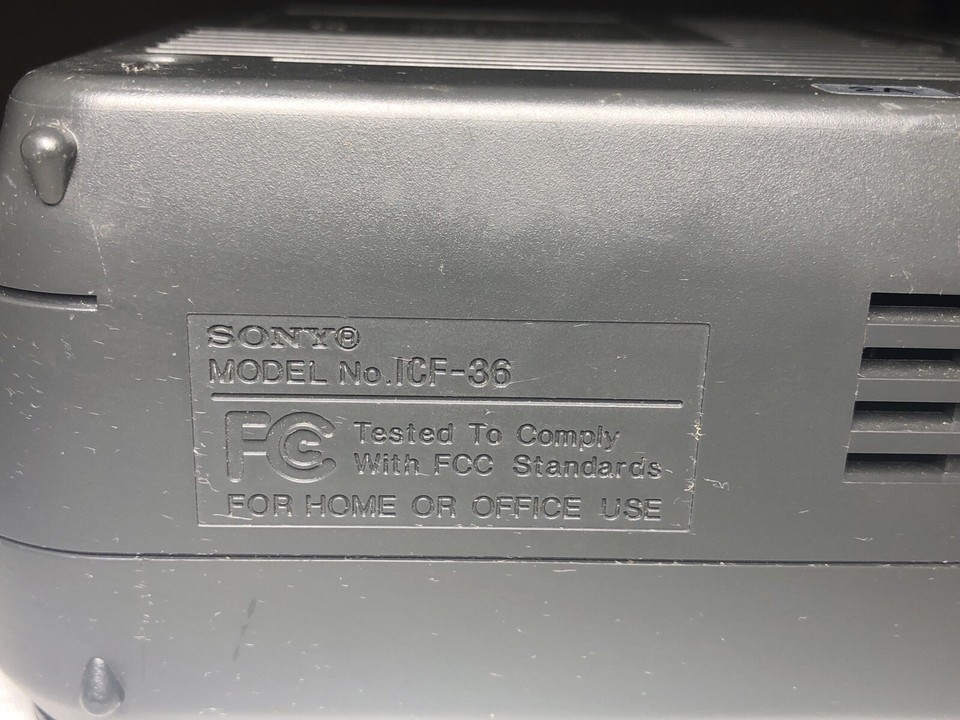 SONY®
MODEL No.ICF-36
FC Tested To Comply
With FCC Standards
FOR HOME OR OFFICE USE